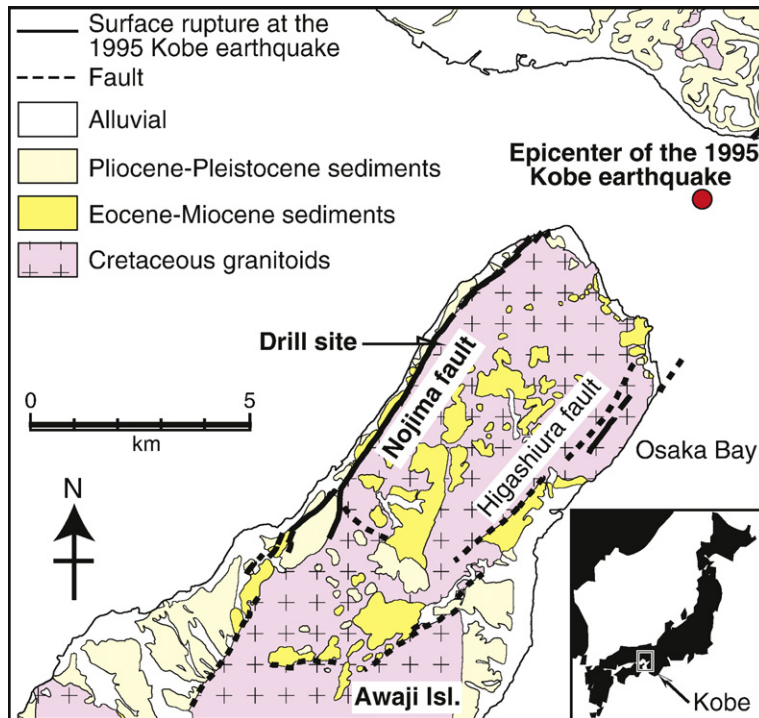 Surface rupture at the
1995 Kobe earthquake
Fault
Alluvial
Pliocene-Pleistocene sediments
Eocene-Miocene sediments
Cretaceous granitoids
Epicenter of the 1995
Kobe earthquake
Drill site
0 5
km
Nojima fault
Higashiura fault
Osaka Bay
N
Awaji Isl.
Kobe